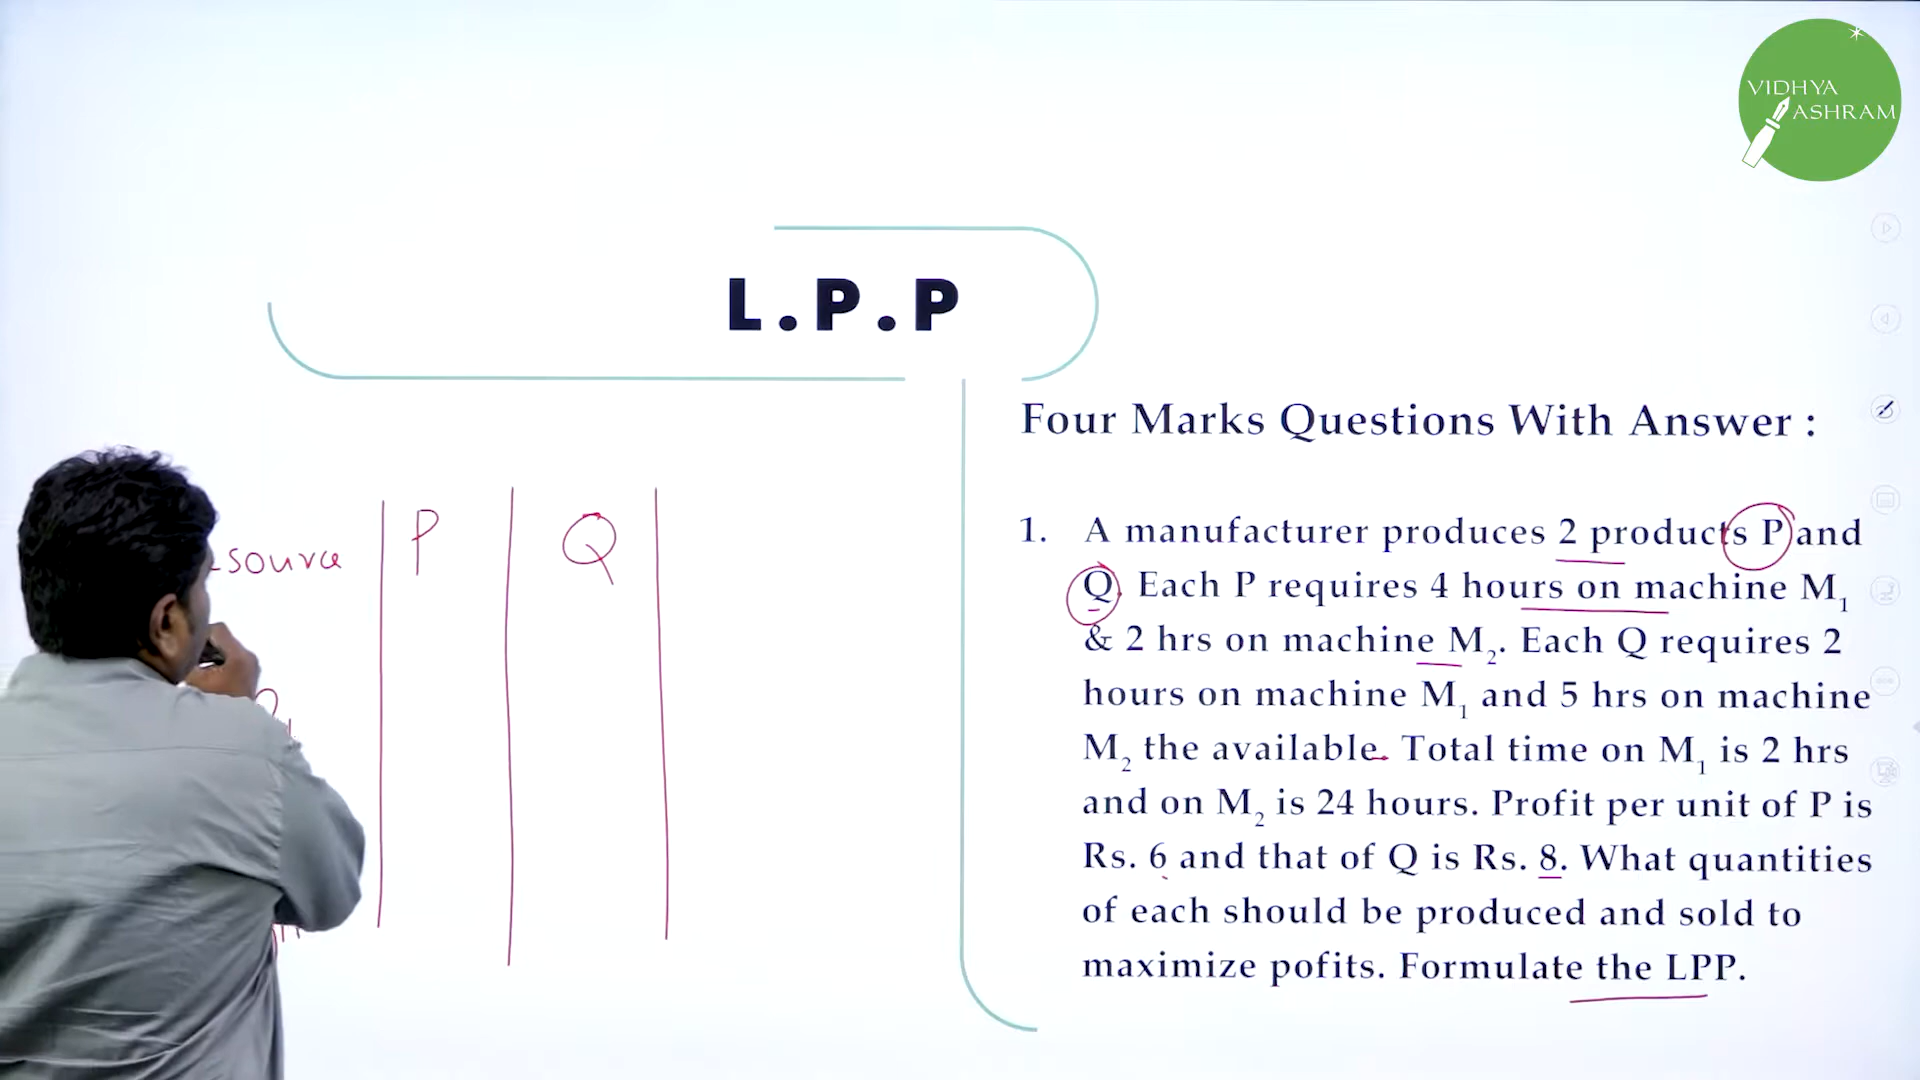 VIDHYA
ASHRAM
L.P.P
Four Marks Questions With Answer :
P
Q
1. A manufacturer produces 2 products P and
Q. Each P requires 4 hours on machine M₁
& 2 hrs on machine M₂. Each Q requires 2
hours on machine M₁ and 5 hrs on machine
M₂ the available. Total time on M₁ is 2 hrs
and on M₂ is 24 hours. Profit per unit of P is
Rs. 6 and that of Q is Rs. 8. What quantities
of each should be produced and sold to
maximize pofits. Formulate the LPP.